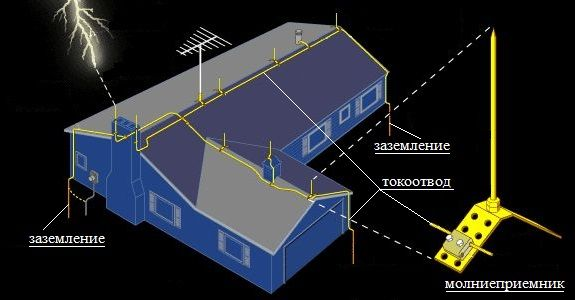 заземление
токоотвод
заземление
молниеприемник